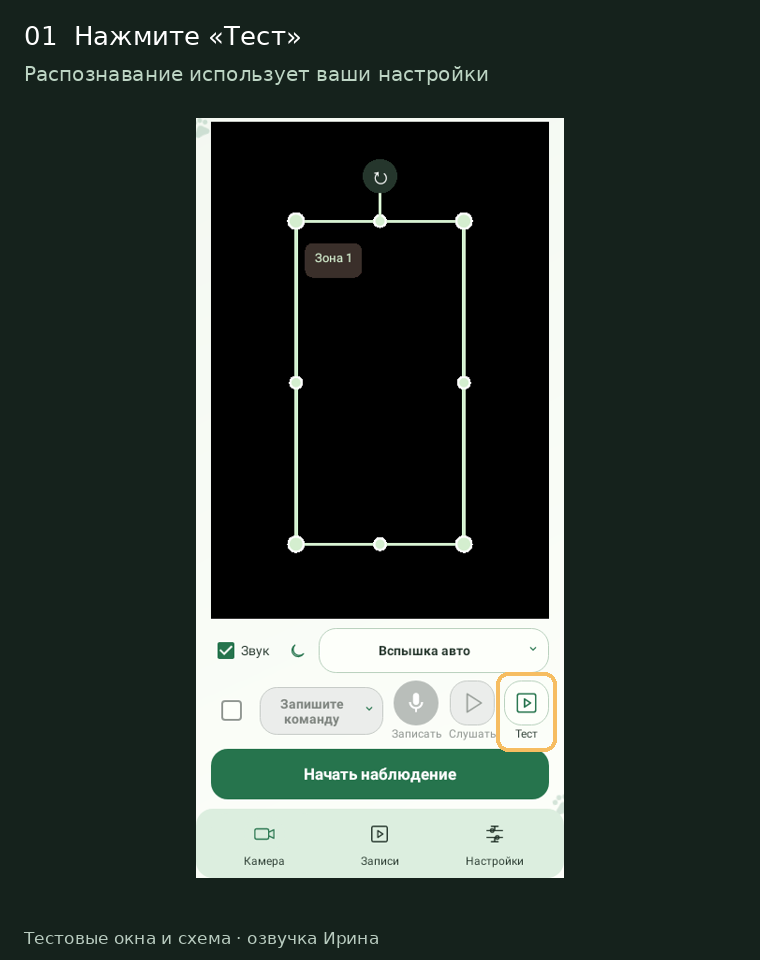 01 Нажмите «Тест»
Распознавание использует ваши настройки
Зона 1
Звук
Вспышка авто
Запишите
команду
Записать
Слушать
Тест
Начать наблюдение
Камера
Записи
Настройки
Тестовые окна и схема · озвучка Ирина